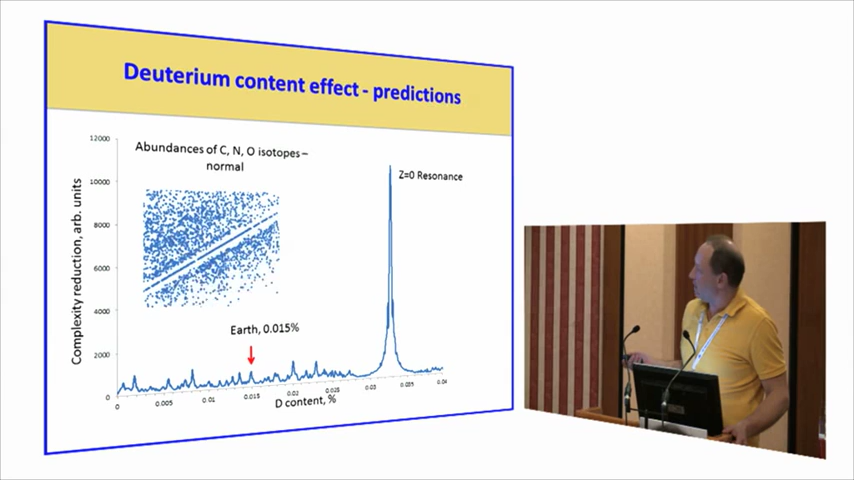 Deuterium content effect - predictions
Abundances of C, N, O isotopes –
normal
Z=0 Resonance
Earth, 0.015%
Complexity reduction, arb. units
12000
10000
8000
6000
4000
2000
0
0
0.005
0.01
0.015
0.02
0.025
0.03
0.035
0.04
D content, %